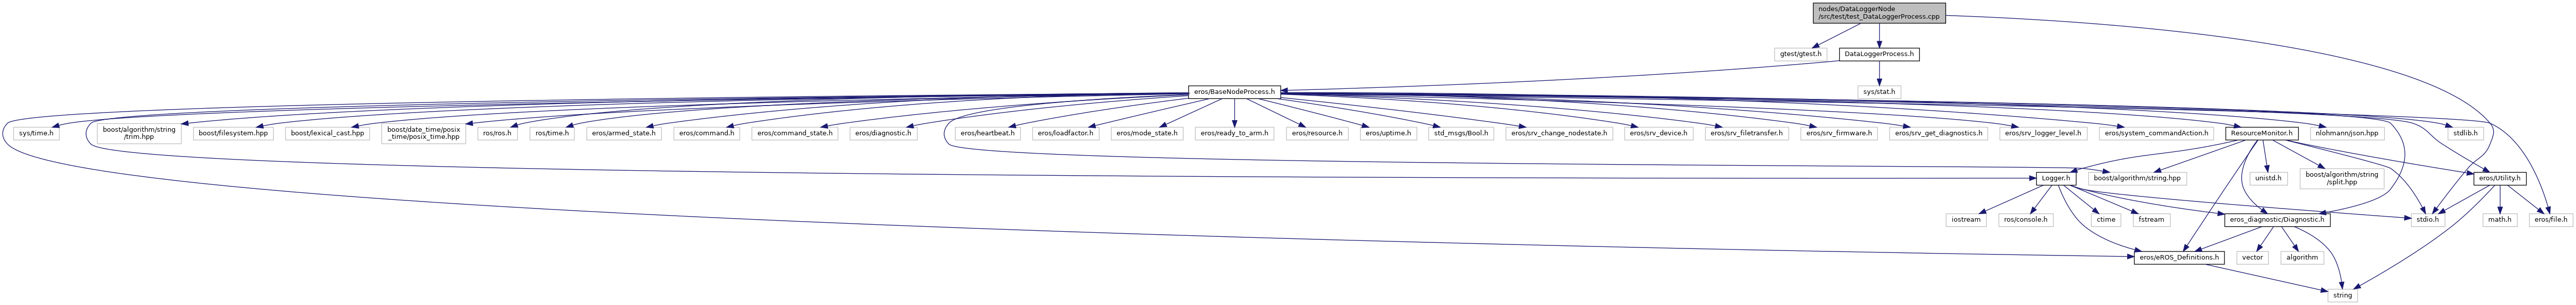 nodes/DataLoggerNode
/src/test/test_DataLoggerProcess.cpp
gtest/gtest.h
DataLoggerProcess.h
eros/BaseNodeProcess.h
sys/stat.h
sys/time.h
boost/algorithm/string
/trim.hpp
boost/filesystem.hpp
boost/lexical_cast.hpp
boost/date_time/posix
_time/posix_time.hpp
ros/ros.h
ros/time.h
eros/armed_state.h
eros/command.h
eros/command_state.h
eros/diagnostic.h
eros/heartbeat.h
eros/loadfactor.h
eros/mode_state.h
eros/ready_to_arm.h
eros/resource.h
eros/uptime.h
std_msgs/Bool.h
eros/srv_change_nodestate.h
eros/srv_device.h
eros/srv_filetransfer.h
eros/srv_firmware.h
eros/srv_get_diagnostics.h
eros/srv_logger_level.h
eros/system_commandAction.h
ResourceMonitor.h
nlohmann/json.hpp
stdlib.h
Logger.h
boost/algorithm/string.hpp
unistd.h
boost/algorithm/string
/split.hpp
eros/Utility.h
iostream
ros/console.h
ctime
fstream
eros_diagnostic/Diagnostic.h
stdio.h
math.h
eros/file.h
eros/eROS_Definitions.h
vector
algorithm
string